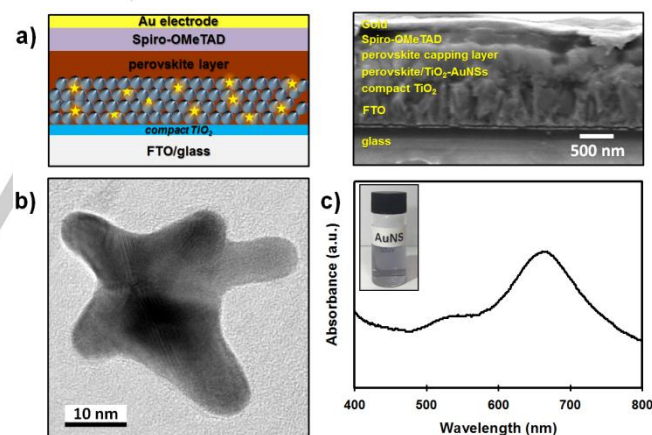 a)
Au electrode
Spiro-OMeTAD
perovskite layer
compact TiO₂
FTO/glass
Gold
Spiro-OMeTAD
perovskite capping layer
perovskite/TiO₂-AuNSs
compact TiO₂
FTO
glass
500 nm
b)
10 nm
c)
AuNS
Absorbance (a.u.)
400 500 600 700 800
Wavelength (nm)